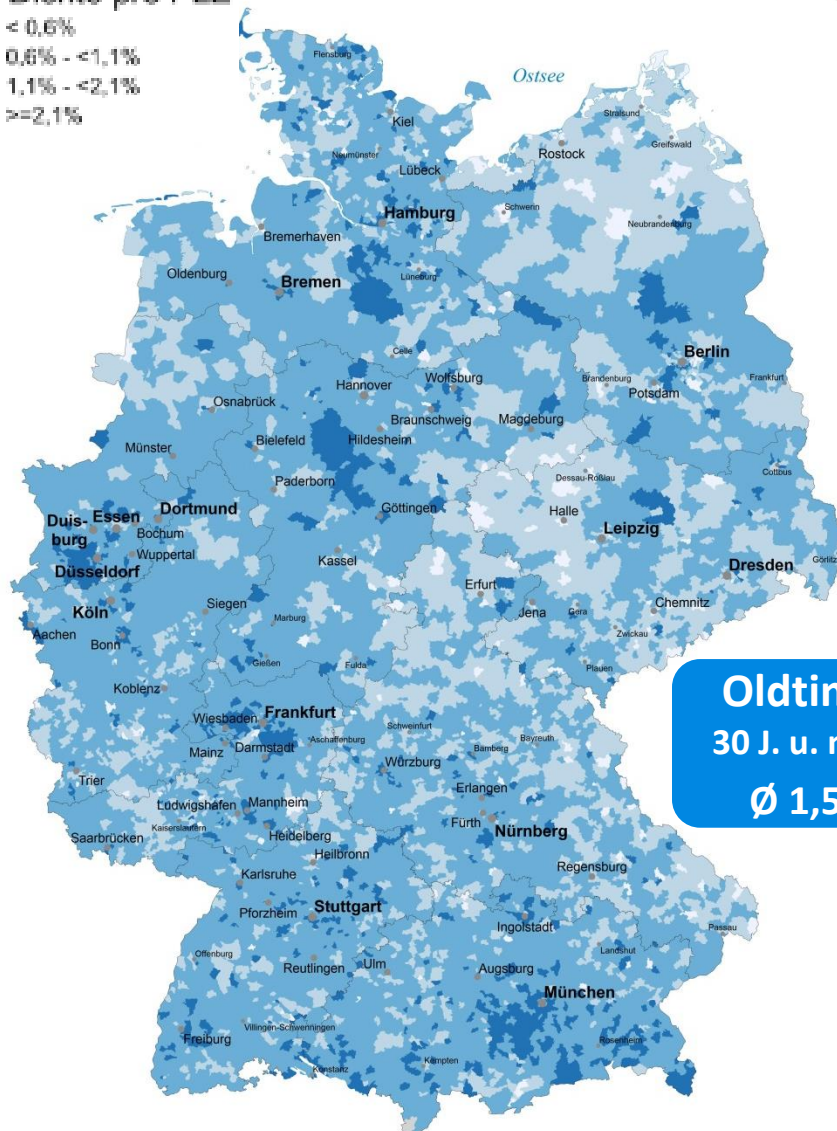 < 0,6%
0,6% - <1,1%
1,1% - <2,1%
>=2,1%
Flensburg
Ostsee
Kiel
Stralsund
Neumünster
Rostock
Greifswald
Lübeck
Hamburg
Schwerin
Bremerhaven
Neubrandenburg
Oldenburg
Bremen
Lüneburg
Celle
Berlin
Hannover
Wolfsburg
Brandenburg
Potsdam
Frankfurt
Osnabrück
Braunschweig
Magdeburg
Münster
Bielefeld
Hildesheim
Paderborn
Dessau-Roßlau
Cottbus
Duis-
burg
Essen
Dortmund
Bochum
Göttingen
Halle
Leipzig
Wuppertal
Düsseldorf
Kassel
Görlitz
Dresden
Köln
Siegen
Erfurt
Jena
Gera
Chemnitz
Aachen
Bonn
Marburg
Zwickau
Gießen
Fulda
Plauen
Koblenz
Wiesbaden
Frankfurt
Schweinfurt
Bayreuth
Mainz
Darmstadt
Aschaffenburg
Bamberg
Würzburg
Trier
Erlangen
Ludwigshafen
Mannheim
Fürth
Nürnberg
Kaiserslautern
Saarbrücken
Heidelberg
Heilbronn
Regensburg
Karlsruhe
Pforzheim
Stuttgart
Ingolstadt
Passau
Offenburg
Reutlingen
Ulm
Augsburg
Landshut
München
Villingen-Schwenningen
Freiburg
Rosenheim
Konstanz
Kempten
Oldtin
30 J. u. r
Ø 1,5